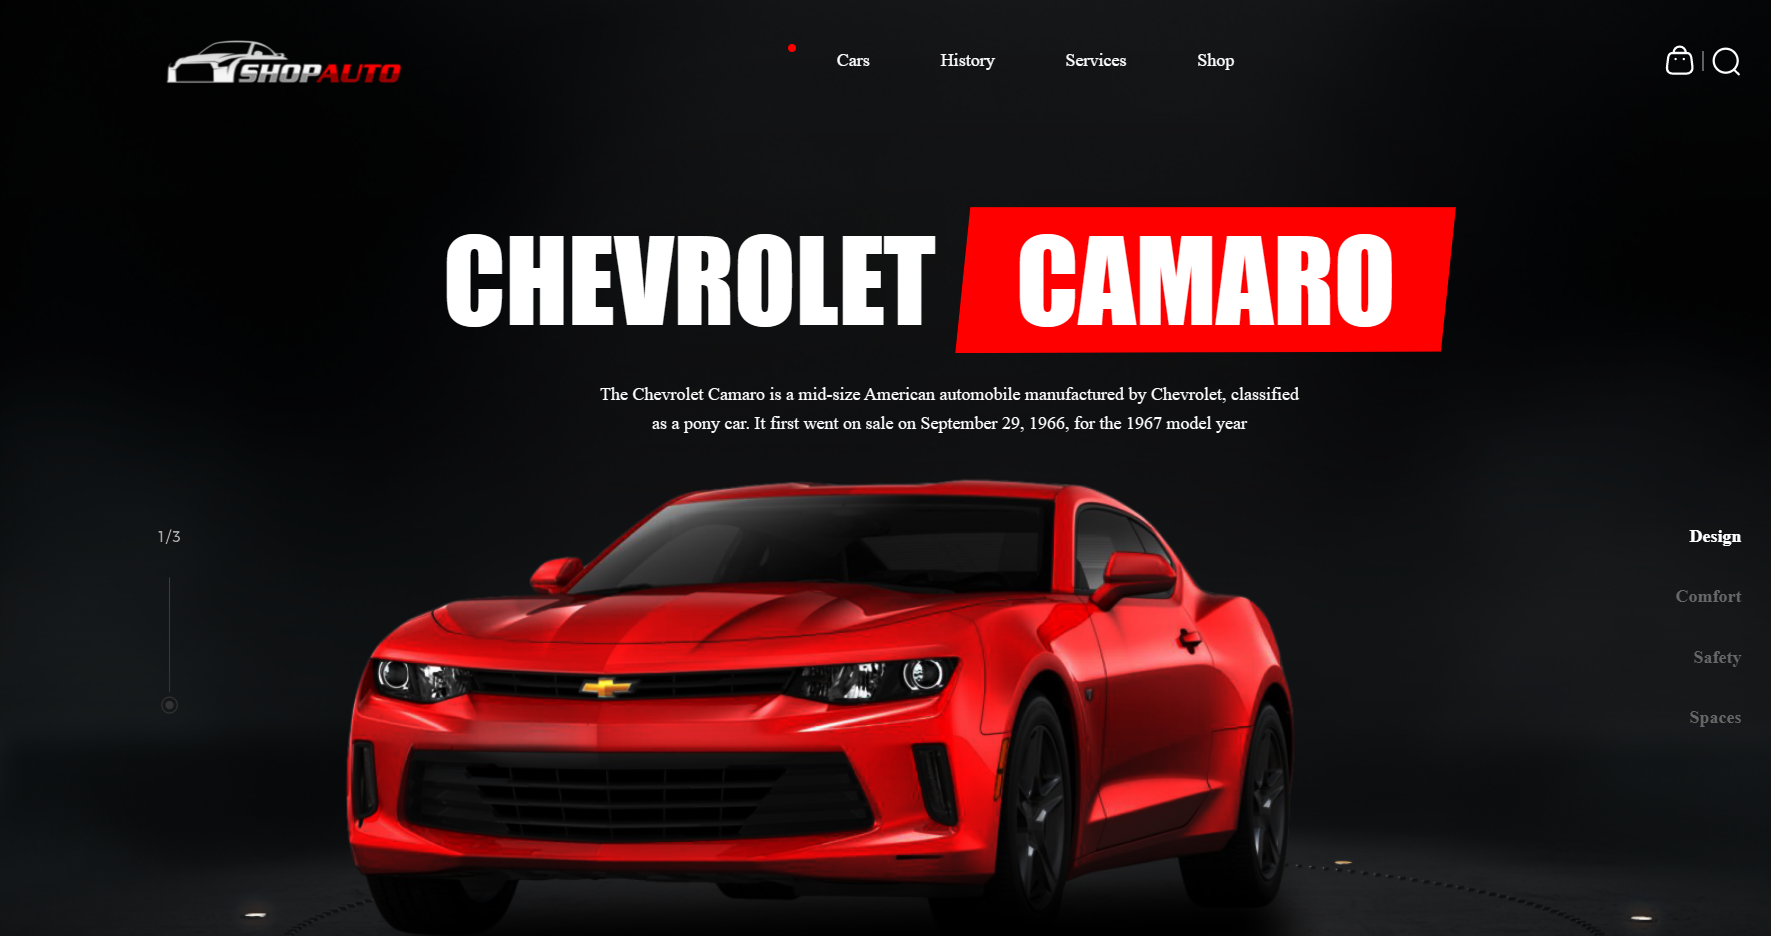 SHOPAUTO
Cars
History
Services
Shop
CHEVROLET CAMARO
The Chevrolet Camaro is a mid-size American automobile manufactured by Chevrolet, classified
as a pony car. It first went on sale on September 29, 1966, for the 1967 model year
1/3
Design
Comfort
Safety
Spaces